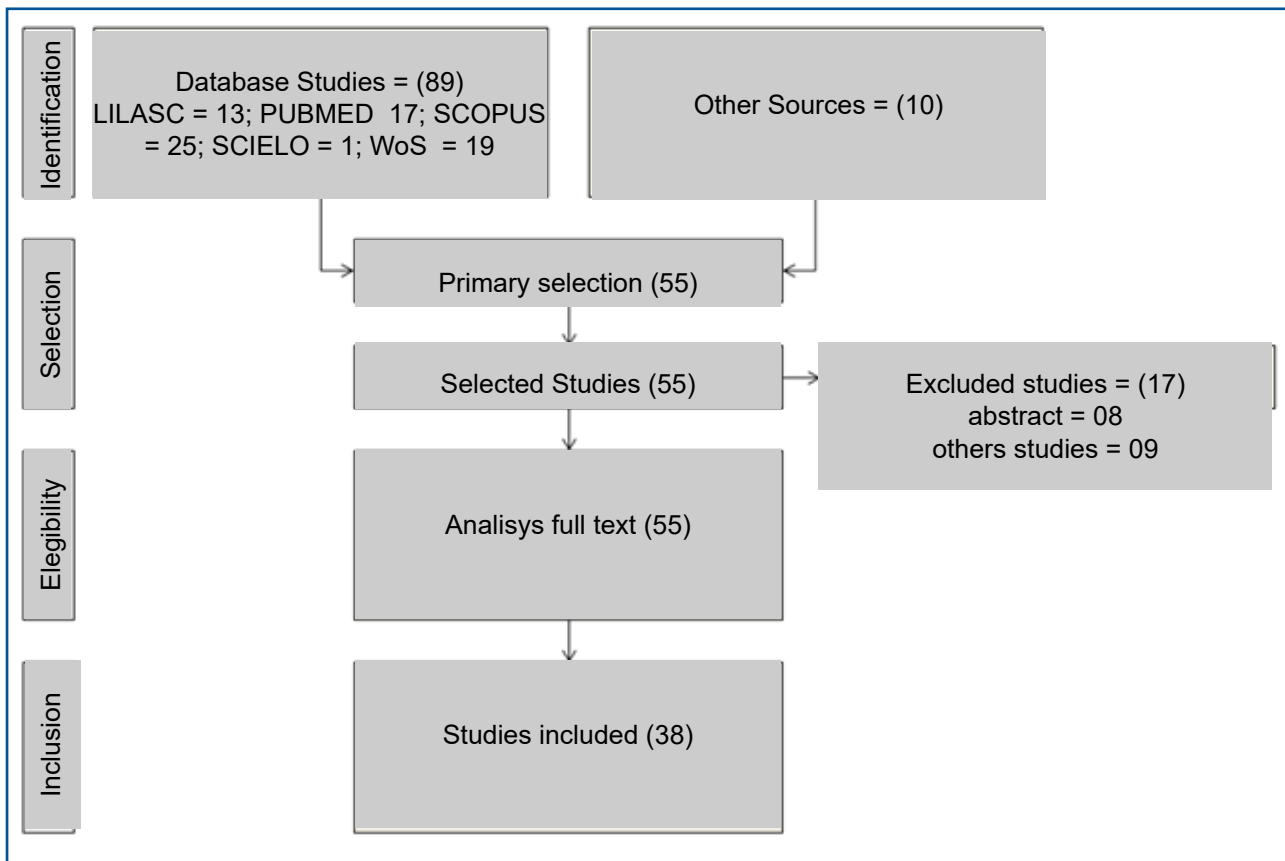 Identification
Database Studies = (89)
LILASC = 13; PUBMED 17; SCOPUS
= 25; SCIELO = 1; WoS = 19
Other Sources = (10)
Selection
Primary selection (55)
Selected Studies (55)
Excluded studies = (17)
abstract = 08
others studies = 09
Elegibility
Analisys full text (55)
Inclusion
Studies included (38)